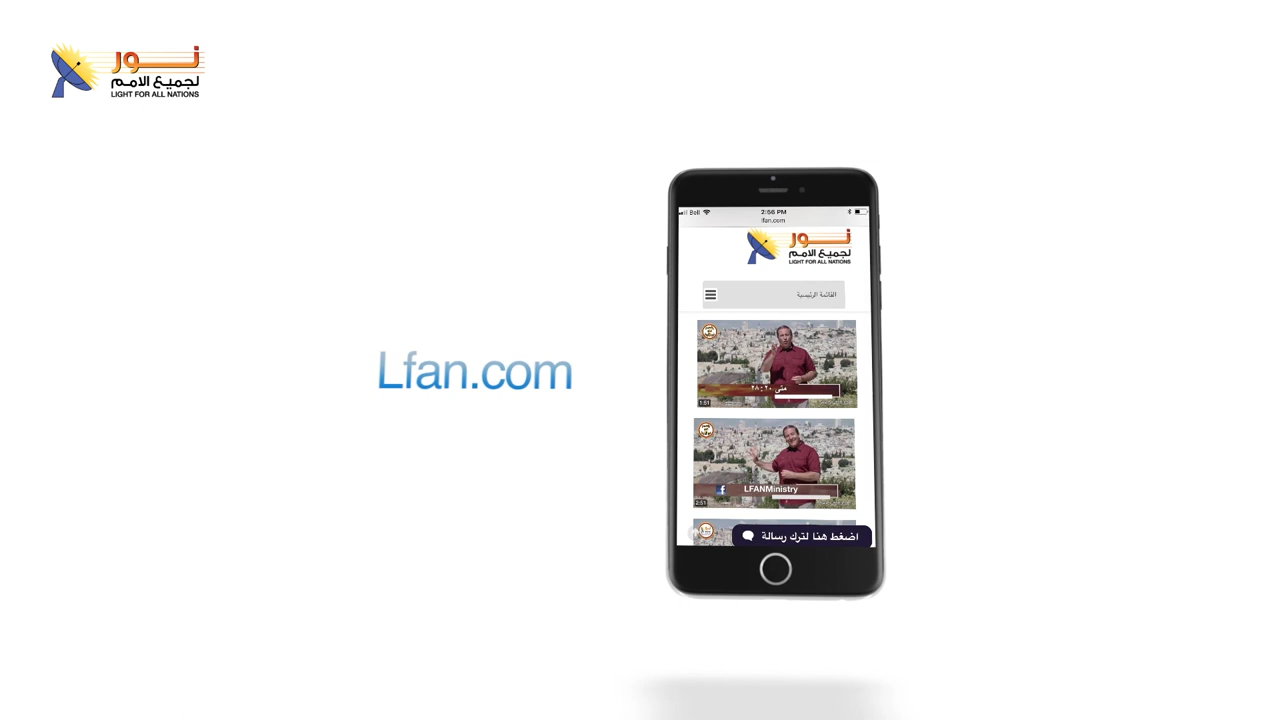 نور
لجميع الامم
LIGHT FOR ALL NATIONS
Lfan.com
Bell
2:56 PM
lfan.com
نور
لجميع الامم
LIGHT FOR ALL NATIONS
القائمة الرئيسية
متى ٢٠:٢٨
1:51
LFANMinistry
2:51
اضغط هنا لترك رسالة